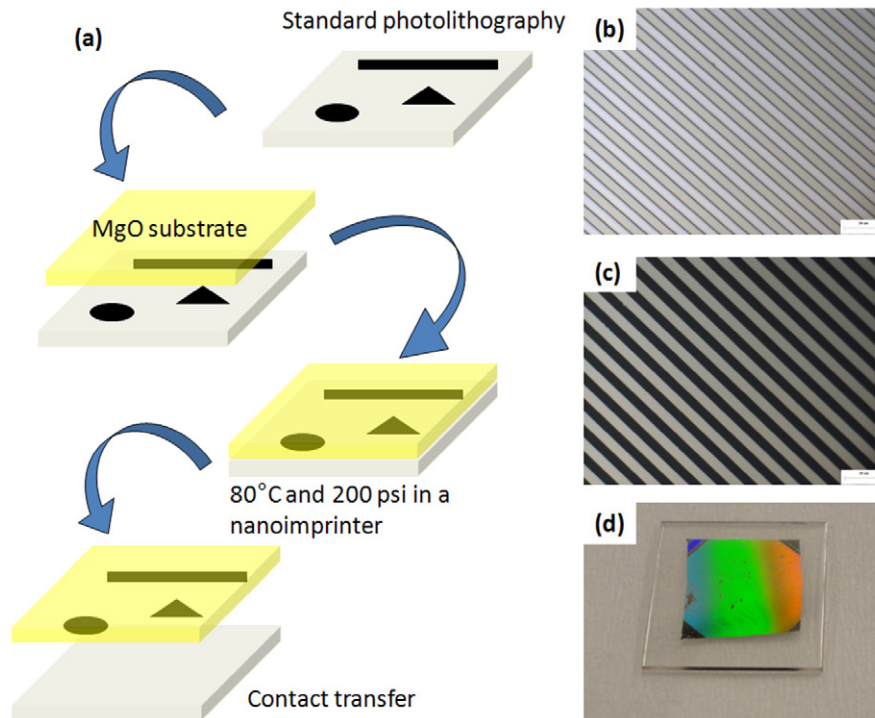 (a)
Standard photolithography
MgO substrate
80°C and 200 psi in a
nanoimprinter
Contact transfer
(b)
(c)
(d)